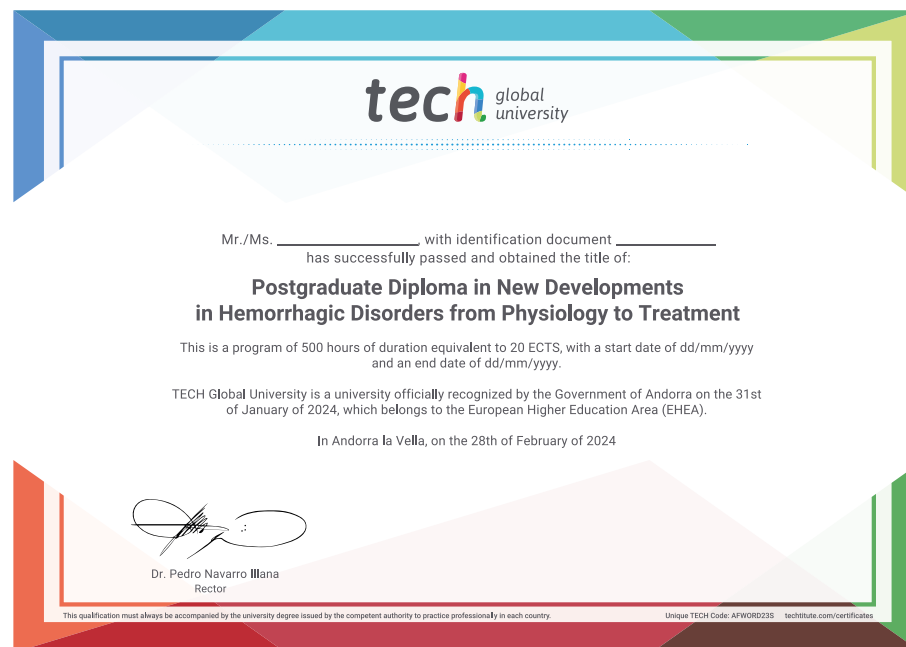 tech global
university
Mr./Ms. ____________________, with identification document ______________
has successfully passed and obtained the title of:
Postgraduate Diploma in New Developments
in Hemorrhagic Disorders from Physiology to Treatment
This is a program of 500 hours of duration equivalent to 20 ECTS, with a start date of dd/mm/yyyy
and an end date of dd/mm/yyyy.
TECH Global University is a university officially recognized by the Government of Andorra on the 31st
of January of 2024, which belongs to the European Higher Education Area (EHEA).
In Andorra la Vella, on the 28th of February of 2024
Dr. Pedro Navarro Illana
Rector
This qualification must always be accompanied by the university degree issued by the competent authority to practice professionally in each country.
Unique TECH Code: AFWORD23S techtitute.com/certificates